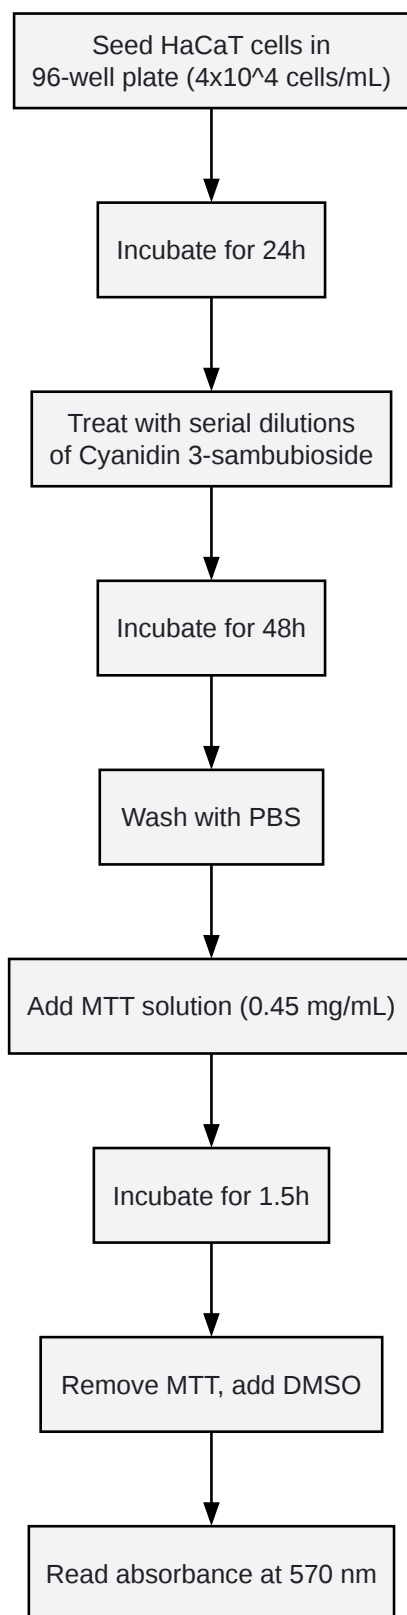 Seed HaCaT cells in
96-well plate (4x10^4 cells/mL)
Incubate for 24h
Treat with serial dilutions
of Cyanidin 3-sambubioside
Incubate for 48h
Wash with PBS
Add MTT solution (0.45 mg/mL)
Incubate for 1.5h
Remove MTT, add DMSO
Read absorbance at 570 nm